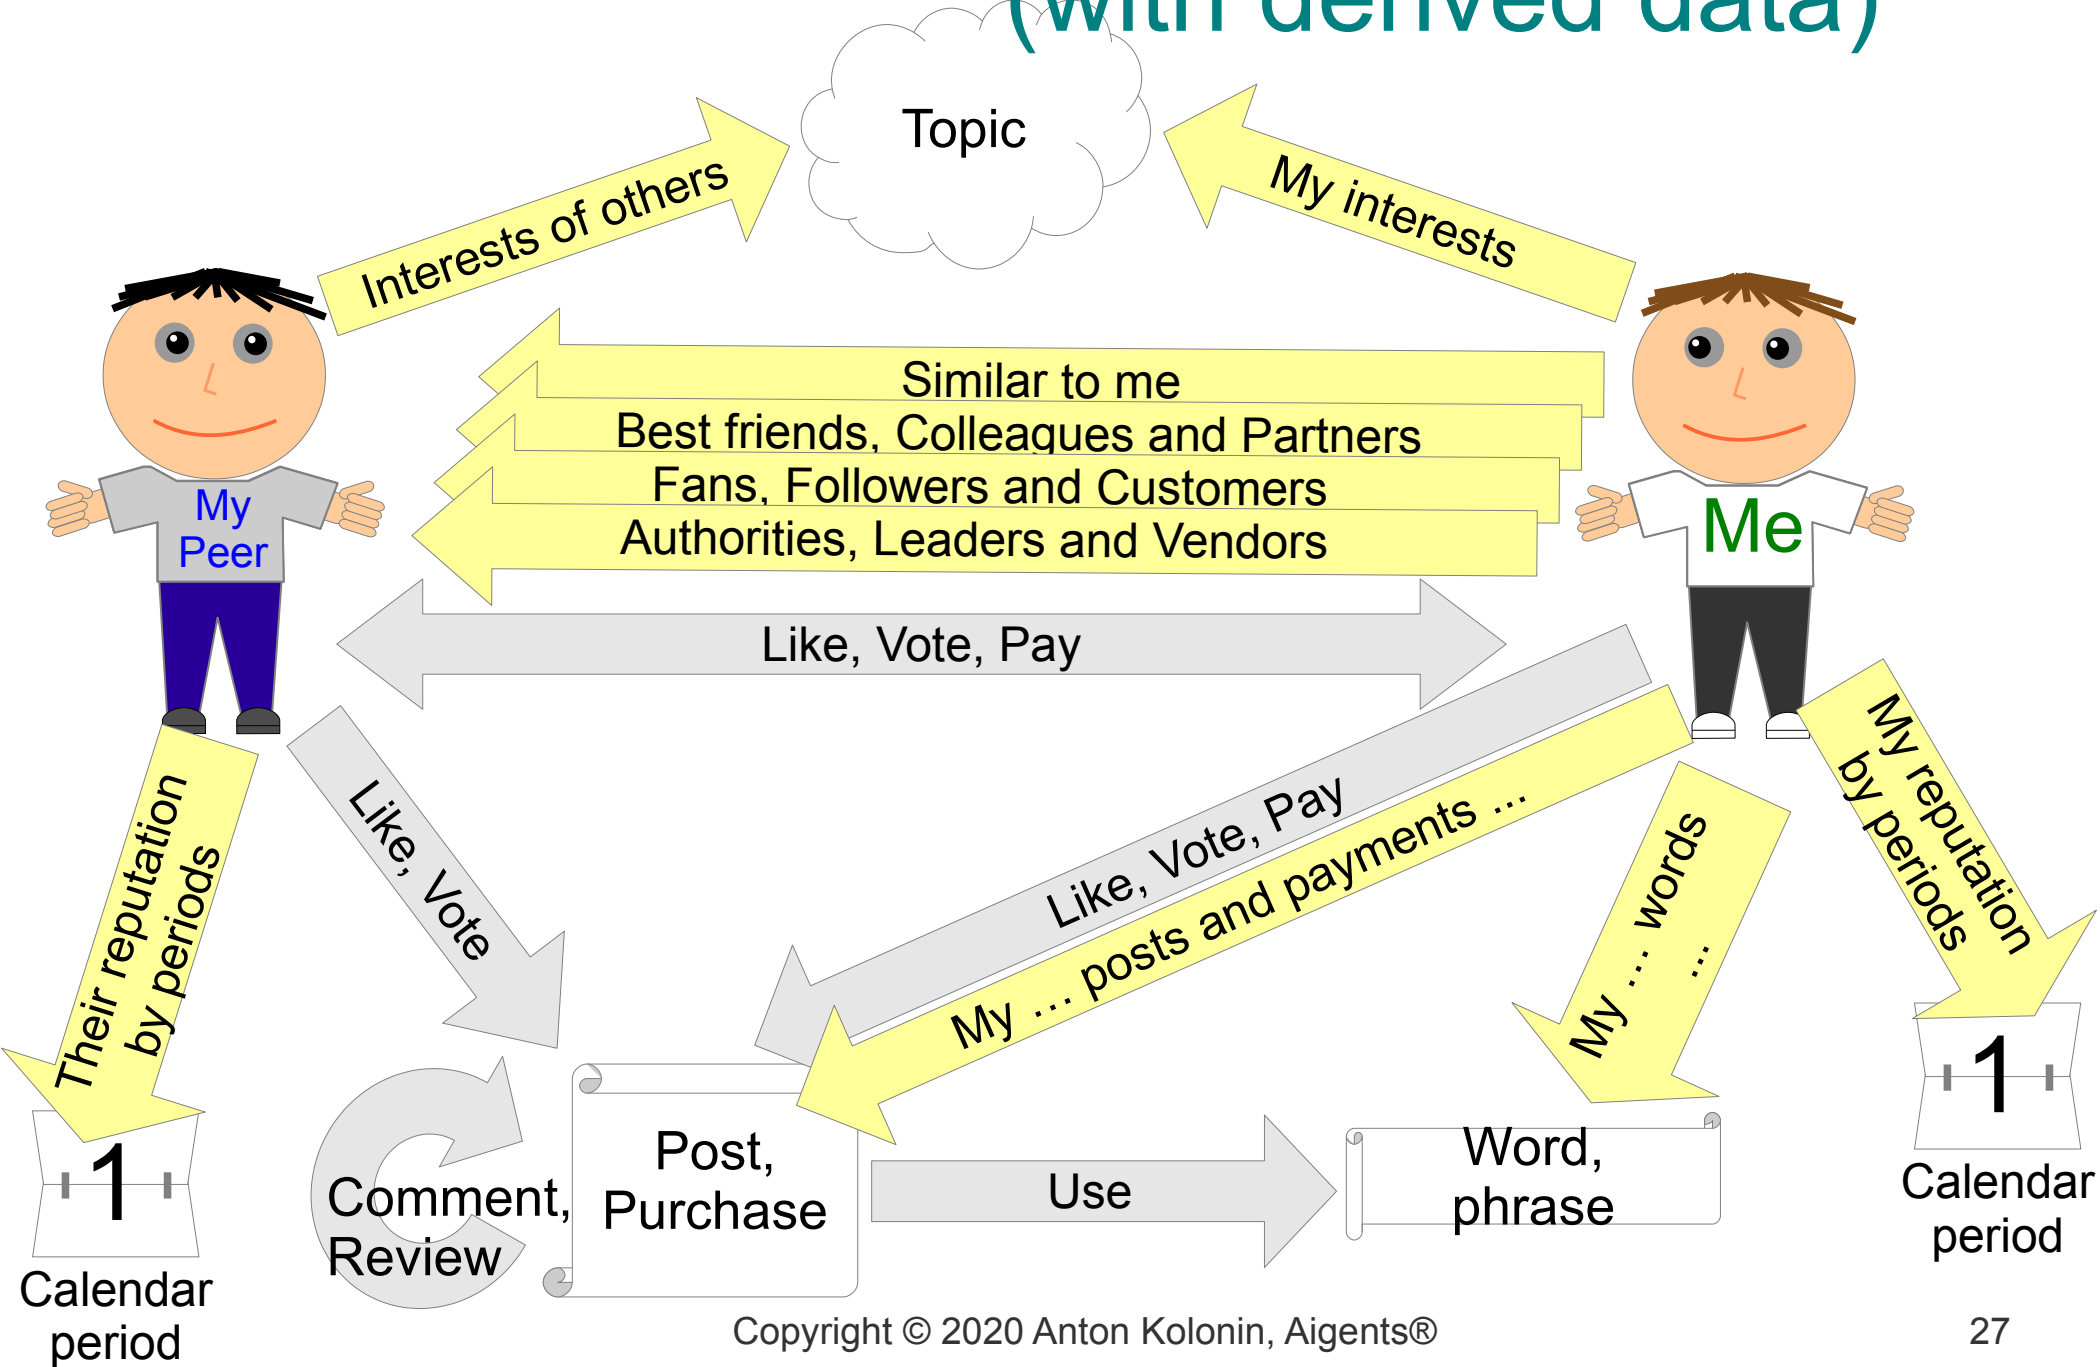 (with derived data)
Topic
Interests of others
My interests
Similar to me
Best friends, Colleagues and Partners
Fans, Followers and Customers
Authorities, Leaders and Vendors
My
Peer
Me
Like, Vote, Pay
Their reputation
by periods
Like, Vote
Like, Vote, Pay
My … posts and payments ...
My … words
...
My reputation
by periods
1
Calendar
period
Comment,
Review
Post,
Purchase
Use
Word,
phrase
1
Calendar
period
Copyright © 2020 Anton Kolonin, Aigents®
27